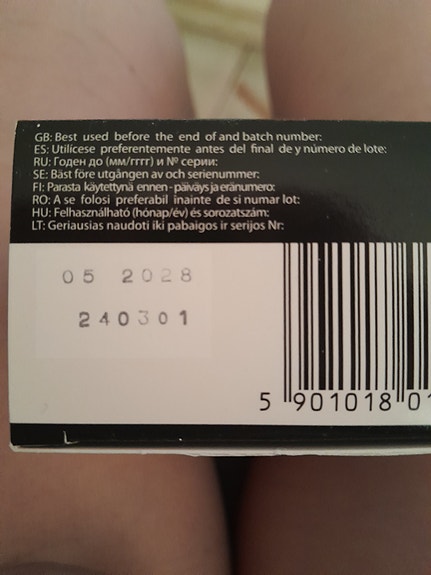 GB: Best used before the end of and batch number:
ES: Utilícese preferentemente antes del final de y número de lote:
RU: Годен до (мм/гггг) и № серии:
SE: Bäst före utgången av och serienummer:
FI: Parasta käytettynä ennen - päiväys ja eränumero:
RO: A se folosi preferabil inainte de si numar lot:
HU: Felhasználható (hónap/év) és sorozatszám:
LT: Geriausias naudoti iki pabaigos ir serijos Nr:
05 2028
240301
5 901018 01